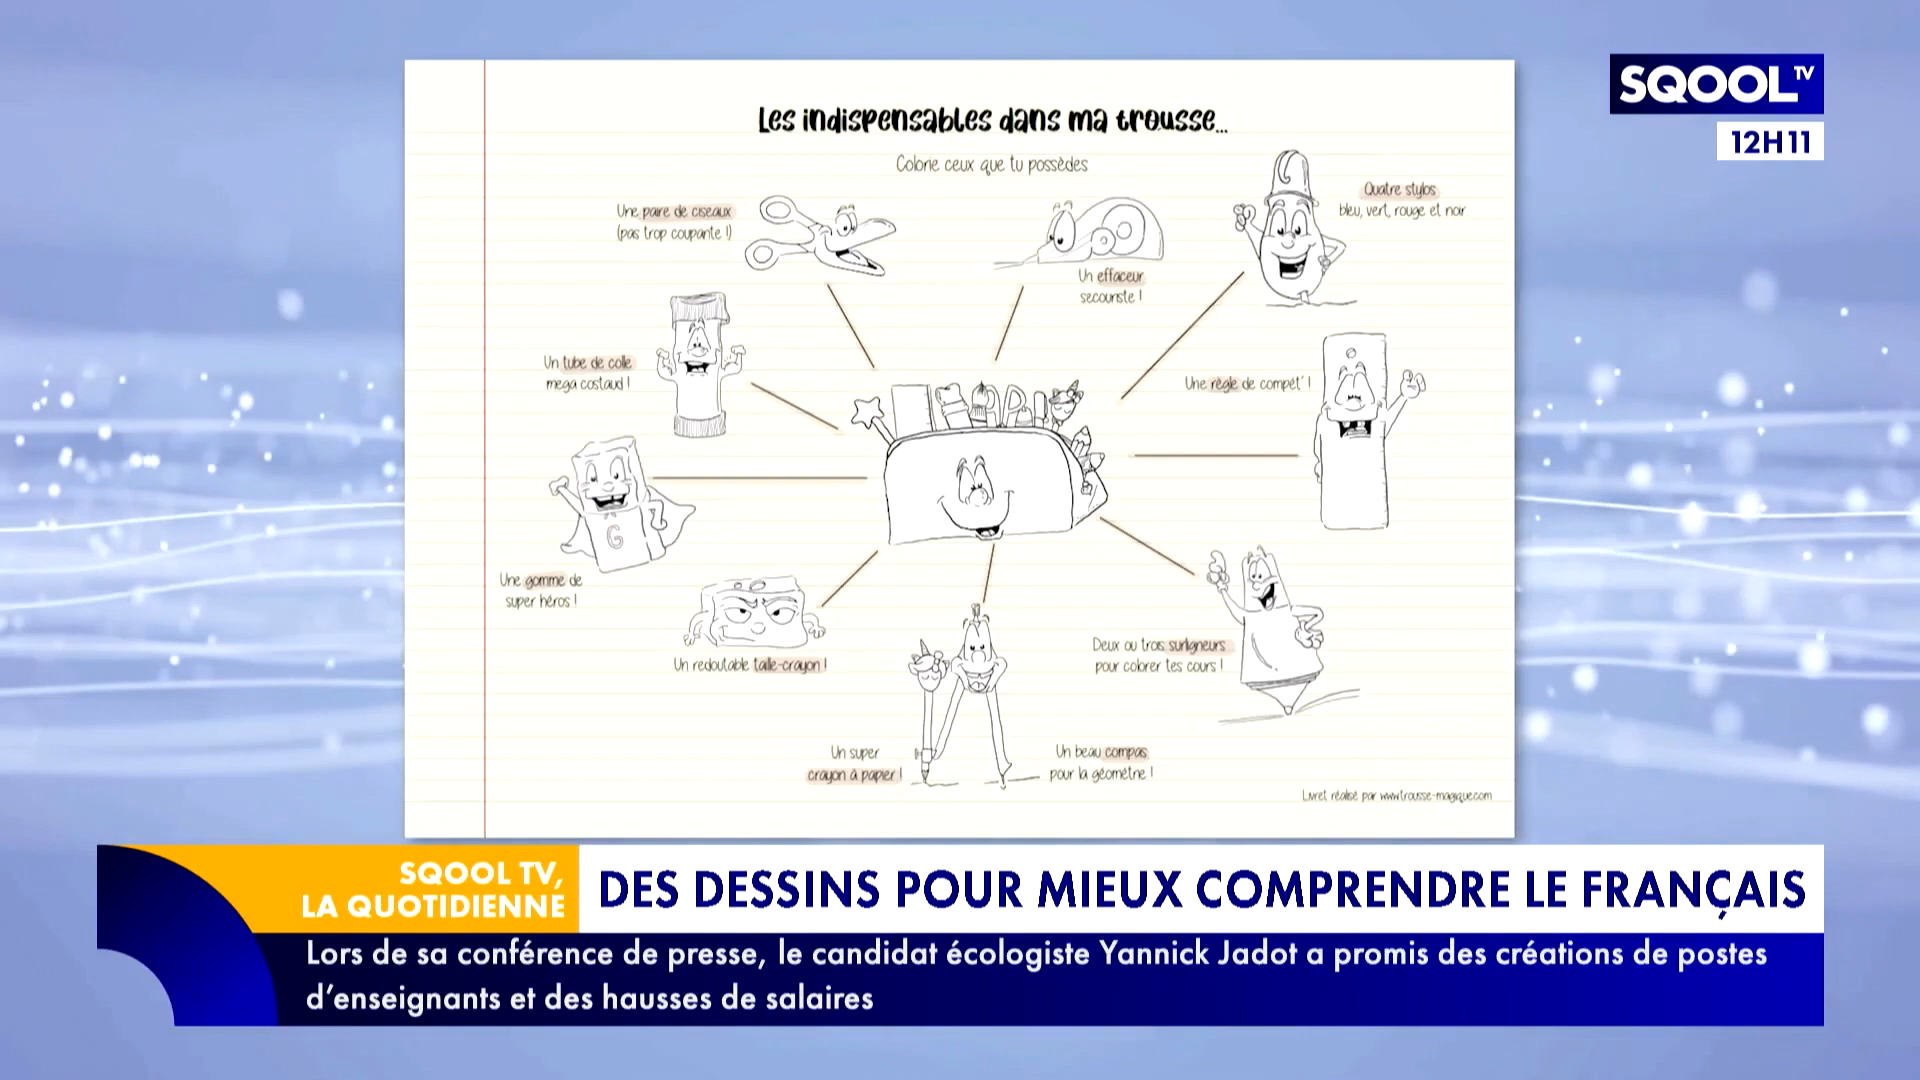 SQOOL TV
12H11
Les indispensables dans ma trousse...
Colorie ceux que tu possèdes
Une paire de ciseaux
(pas trop coupante !)
Un effaceur
secouriste !
Quatre stylos
bleu, vert, rouge et noir
Un tube de colle
mega costaud !
Une règle de compét' !
Une gomme de
super héros !
G
Un redoutable taille-crayon !
Deux ou trois surligneurs
pour colorer tes cours !
Un super
crayon à papier !
Un beau compas
pour la géométrie !
Livret réalisé par www.trousse-magique.com
SQOOL TV,
LA QUOTIDIENNE
DES DESSINS POUR MIEUX COMPRENDRE LE FRANÇAIS
Lors de sa conférence de presse, le candidat écologiste Yannick Jadot a promis des créations de postes
d'enseignants et des hausses de salaires